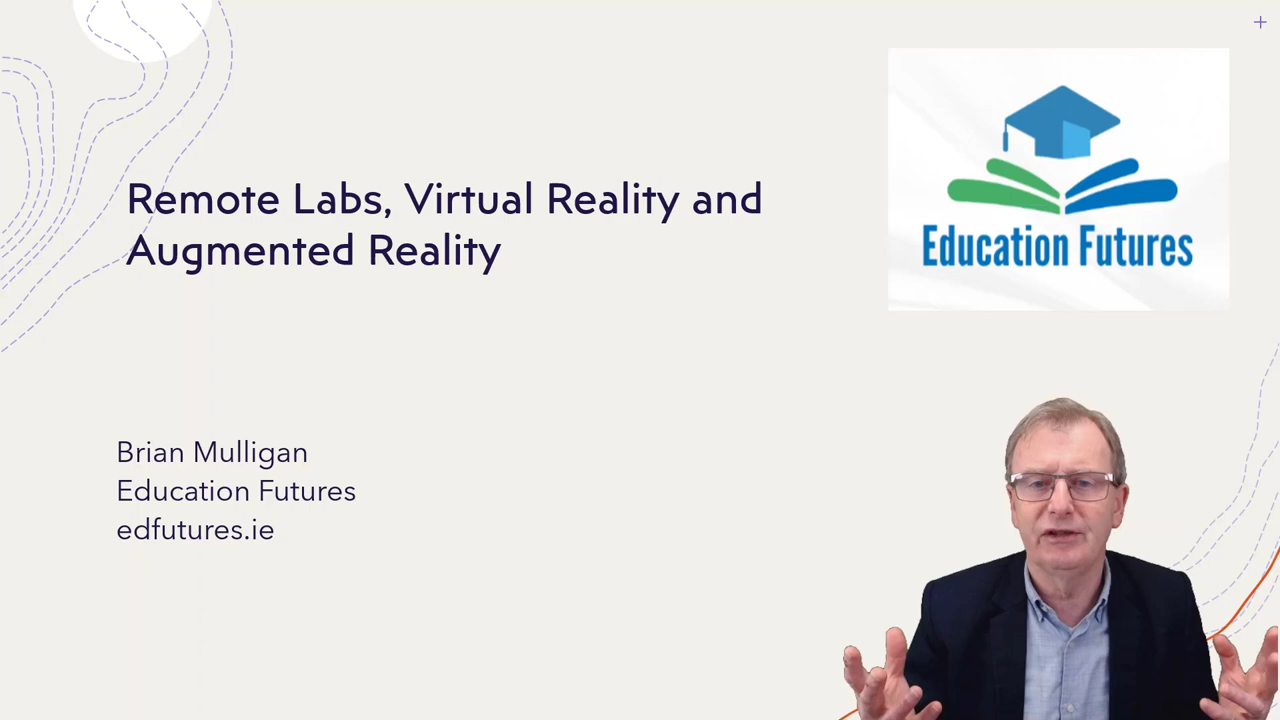 Remote Labs, Virtual Reality and
Augmented Reality
Education Futures
Brian Mulligan
Education Futures
edfutures.ie